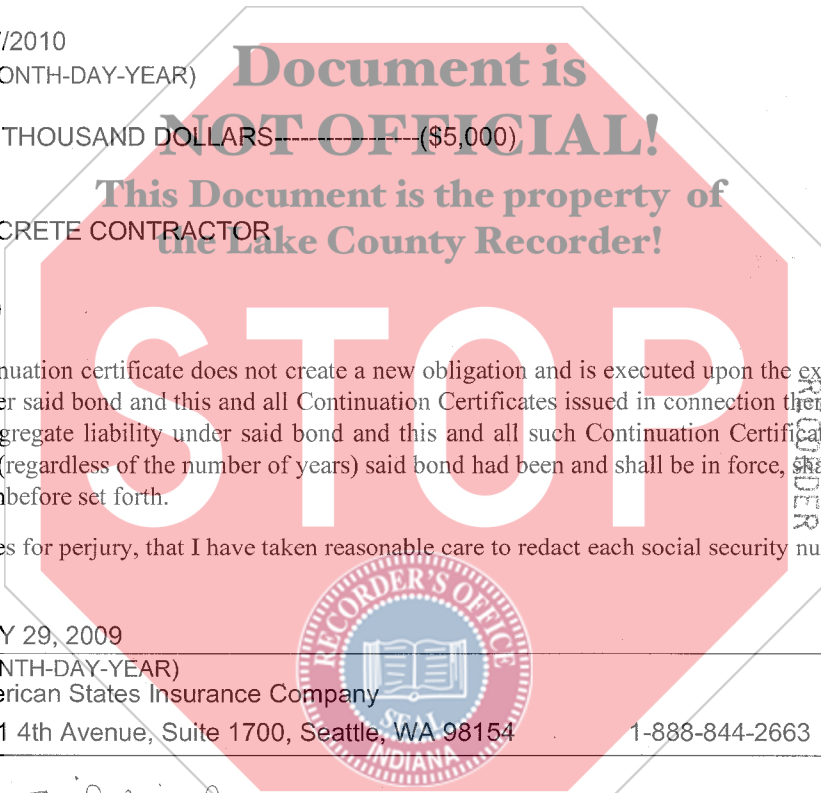 /2010
ONTH-DAY-YEAR)
Document is
THOUSAND DOLLARS-----------------($5,000)
NOT OFFICIAL!
This Document is the property of
CRETE CONTRACTOR
the Lake County Recorder!
STOP
nuation certificate does not create a new obligation and is executed upon the ex
er said bond and this and all Continuation Certificates issued in connection ther
gregate liability under said bond and this and all such Continuation Certificat
(regardless of the number of years) said bond had been and shall be in force, sha
nbefore set forth.
RECORDER
es for perjury, that I have taken reasonable care to redact each social security nu
RECORDER'S OFFICE
SEAL
INDIANA
Y 29, 2009
NTH-DAY-YEAR)
erican States Insurance Company
1 4th Avenue, Suite 1700, Seattle, WA 98154 1-888-844-2663